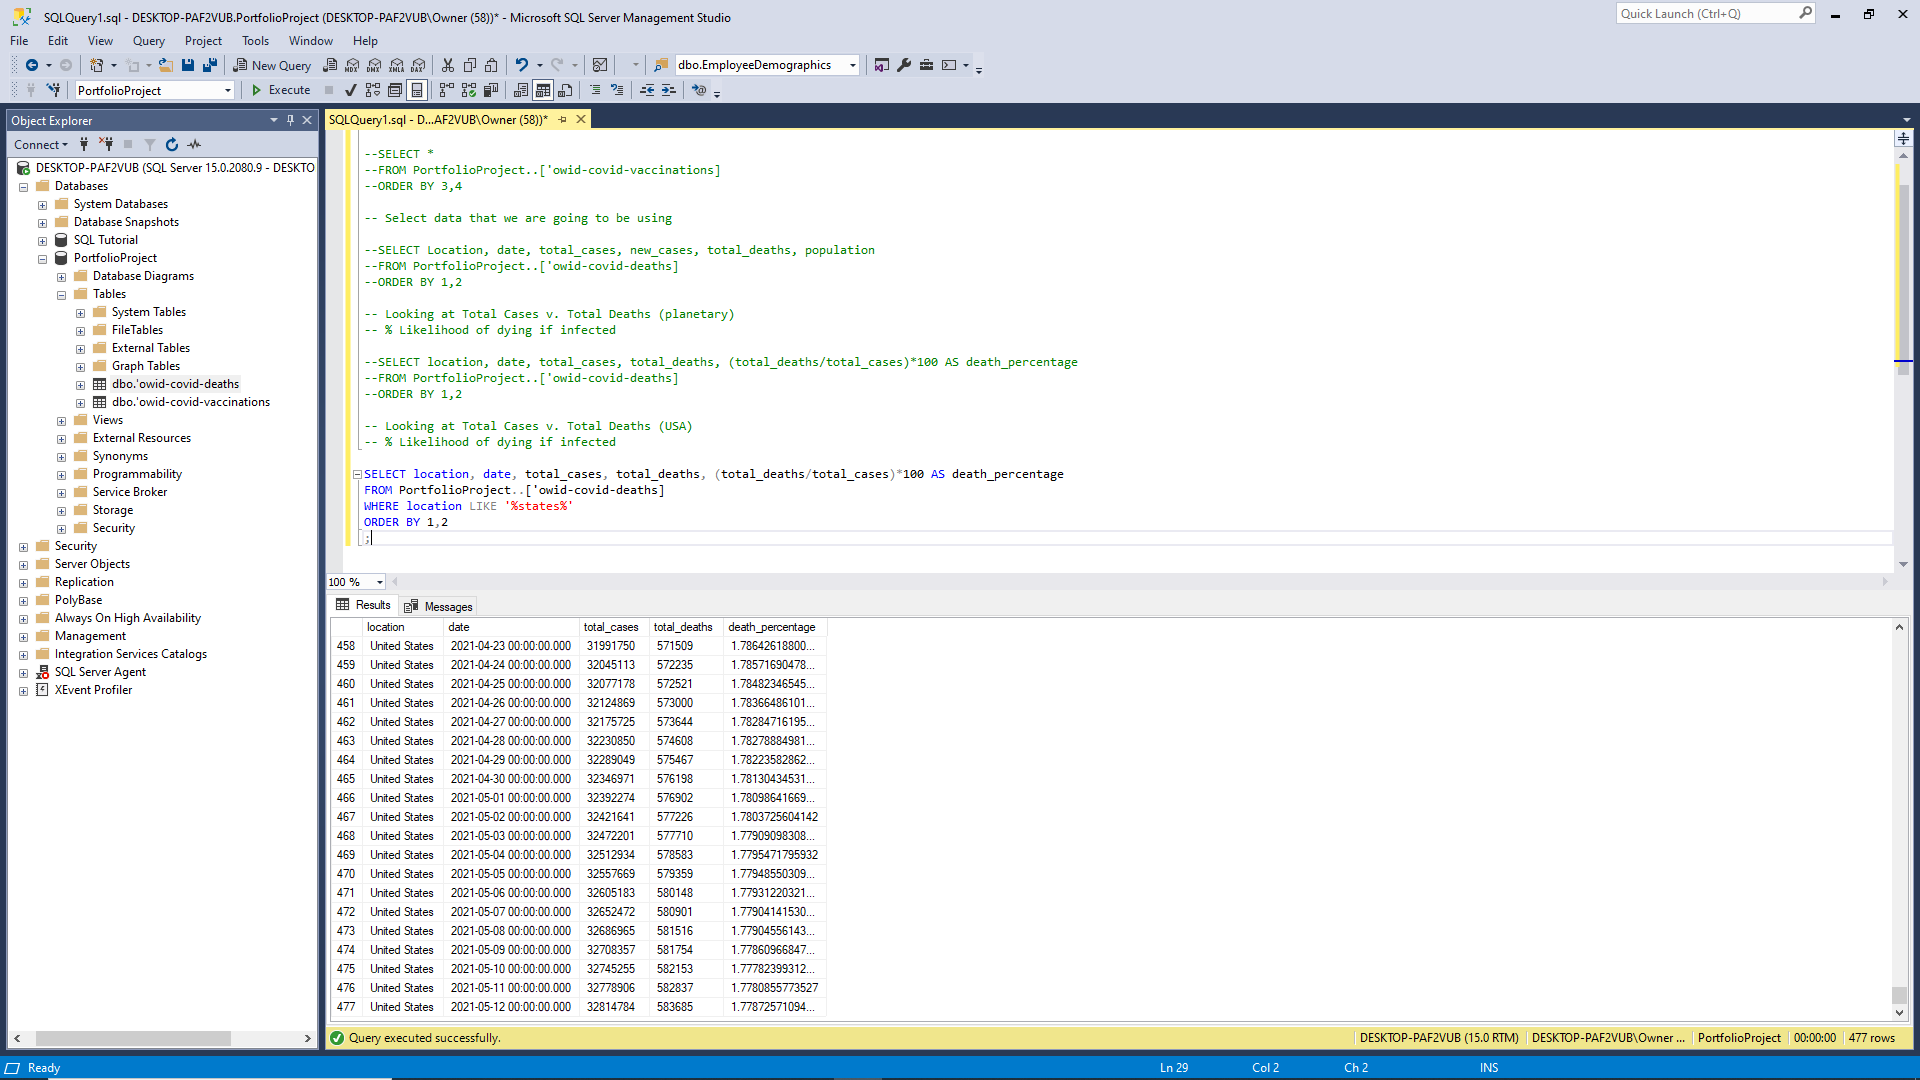 SQLQuery1.sql - DESKTOP-PAF2VUB.PortfolioProject (DESKTOP-PAF2VUB\Owner (58))* - Microsoft SQL Server Management Studio
Quick Launch (Ctrl+Q)
File Edit View Query Project Tools Window Help
New Query MDX DMX XMLA DAX dbo.EmployeeDemographics
PortfolioProject Execute
Object Explorer
Connect
DESKTOP-PAF2VUB (SQL Server 15.0.2080.9 - DESKTO
Databases
System Databases
Database Snapshots
SQL Tutorial
PortfolioProject
Database Diagrams
Tables
System Tables
FileTables
External Tables
Graph Tables
dbo.'owid-covid-deaths
dbo.'owid-covid-vaccinations
Views
External Resources
Synonyms
Programmability
Service Broker
Storage
Security
Security
Server Objects
Replication
PolyBase
Always On High Availability
Management
Integration Services Catalogs
SQL Server Agent
XEvent Profiler
SQLQuery1.sql - D...AF2VUB\Owner (58))*
--SELECT *
--FROM PortfolioProject..['owid-covid-vaccinations]
--ORDER BY 3,4
-- Select data that we are going to be using
--SELECT Location, date, total_cases, new_cases, total_deaths, population
--FROM PortfolioProject..['owid-covid-deaths]
--ORDER BY 1,2
-- Looking at Total Cases v. Total Deaths (planetary)
-- % Likelihood of dying if infected
--SELECT location, date, total_cases, total_deaths, (total_deaths/total_cases)*100 AS death_percentage
--FROM PortfolioProject..['owid-covid-deaths]
--ORDER BY 1,2
-- Looking at Total Cases v. Total Deaths (USA)
-- % Likelihood of dying if infected
SELECT location, date, total_cases, total_deaths, (total_deaths/total_cases)*100 AS death_percentage
FROM PortfolioProject..['owid-covid-deaths]
WHERE location LIKE '%states%'
ORDER BY 1,2
;
100 %
Results Messages
location date total_cases total_deaths death_percentage
458 United States 2021-04-23 00:00:00.000 31991750 571509 1.78642618800...
459 United States 2021-04-24 00:00:00.000 32045113 572235 1.78571690478...
460 United States 2021-04-25 00:00:00.000 32077178 572521 1.78482346545...
461 United States 2021-04-26 00:00:00.000 32124869 573000 1.78366486101...
462 United States 2021-04-27 00:00:00.000 32175725 573644 1.78284716195...
463 United States 2021-04-28 00:00:00.000 32230850 574608 1.78278884981...
464 United States 2021-04-29 00:00:00.000 32289049 575467 1.78223582862...
465 United States 2021-04-30 00:00:00.000 32346971 576198 1.78130434531...
466 United States 2021-05-01 00:00:00.000 32392274 576902 1.78098641669...
467 United States 2021-05-02 00:00:00.000 32421641 577226 1.7803725604142
468 United States 2021-05-03 00:00:00.000 32472201 577710 1.77909098308...
469 United States 2021-05-04 00:00:00.000 32512934 578583 1.7795471795932
470 United States 2021-05-05 00:00:00.000 32557669 579359 1.77948550309...
471 United States 2021-05-06 00:00:00.000 32605183 580148 1.77931220321...
472 United States 2021-05-07 00:00:00.000 32652472 580901 1.77904141530...
473 United States 2021-05-08 00:00:00.000 32686965 581516 1.77904556143...
474 United States 2021-05-09 00:00:00.000 32708357 581754 1.77860966847...
475 United States 2021-05-10 00:00:00.000 32745255 582153 1.77782399312...
476 United States 2021-05-11 00:00:00.000 32778906 582837 1.7780855773527
477 United States 2021-05-12 00:00:00.000 32814784 583685 1.77872571094...
Query executed successfully. DESKTOP-PAF2VUB (15.0 RTM) DESKTOP-PAF2VUB\Owner ... PortfolioProject 00:00:00 477 rows
Ready Ln 29 Col 2 Ch 2 INS